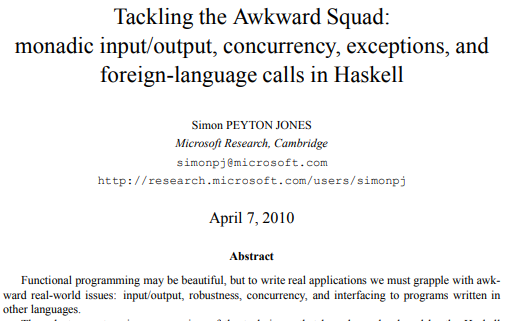 Tackling the Awkward Squad:
monadic input/output, concurrency, exceptions, and
foreign-language calls in Haskell
Simon PEYTON JONES
Microsoft Research, Cambridge
simonpj@microsoft.com
http://research.microsoft.com/users/simonpj
April 7, 2010
Abstract
Functional programming may be beautiful, but to write real applications we must grapple with awk-
ward real-world issues: input/output, robustness, concurrency, and interfacing to programs written in
other languages.